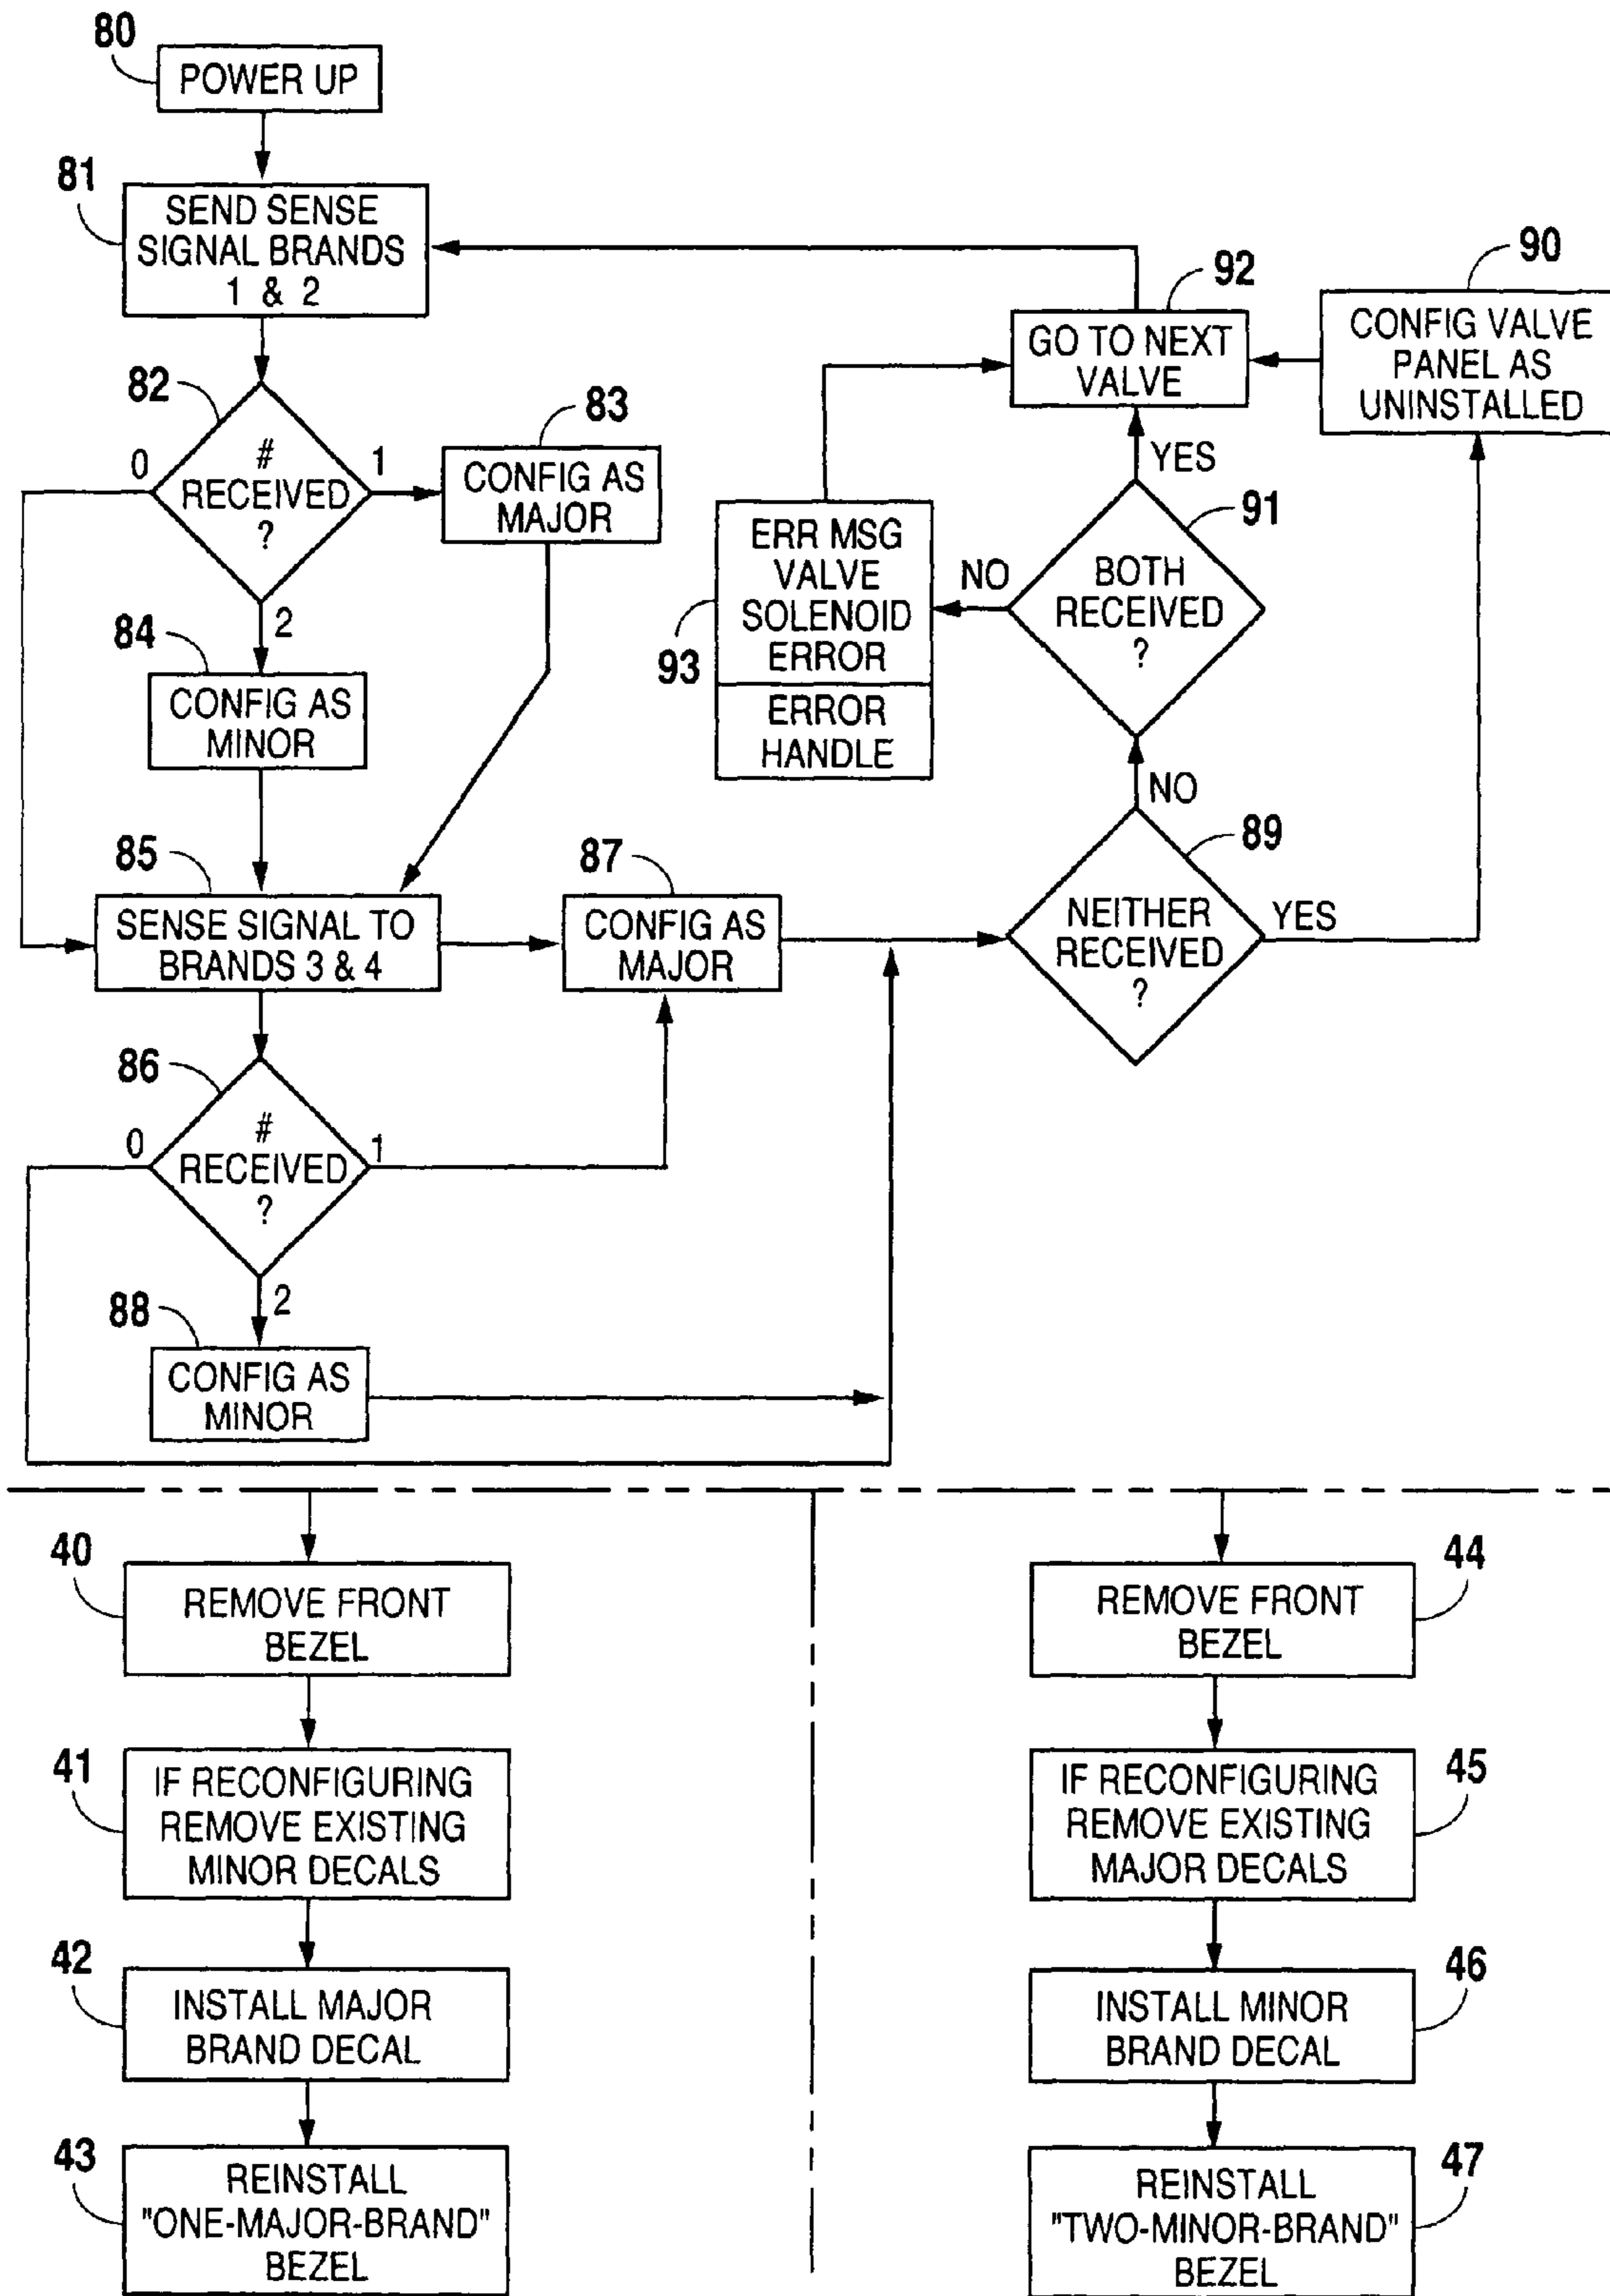 80
POWER UP
81
SEND SENSE
SIGNAL BRANDS
1 & 2
82
#
RECEIVED
?
0
1
2
83
CONFIG AS
MAJOR
84
CONFIG AS
MINOR
85
SENSE SIGNAL TO
BRANDS 3 & 4
86
#
RECEIVED
?
0
1
2
87
CONFIG AS
MAJOR
88
CONFIG AS
MINOR
89
NEITHER
RECEIVED
?
YES
NO
90
CONFIG VALVE
PANEL AS
UNINSTALLED
91
BOTH
RECEIVED
?
YES
NO
92
GO TO NEXT
VALVE
93
ERR MSG
VALVE
SOLENOID
ERROR
ERROR
HANDLE
40
REMOVE FRONT
BEZEL
41
IF RECONFIGURING
REMOVE EXISTING
MINOR DECALS
42
INSTALL MAJOR
BRAND DECAL
43
REINSTALL
"ONE-MAJOR-BRAND"
BEZEL
44
REMOVE FRONT
BEZEL
45
IF RECONFIGURING
REMOVE EXISTING
MAJOR DECALS
46
INSTALL MINOR
BRAND DECAL
47
REINSTALL
"TWO-MINOR-BRAND"
BEZEL